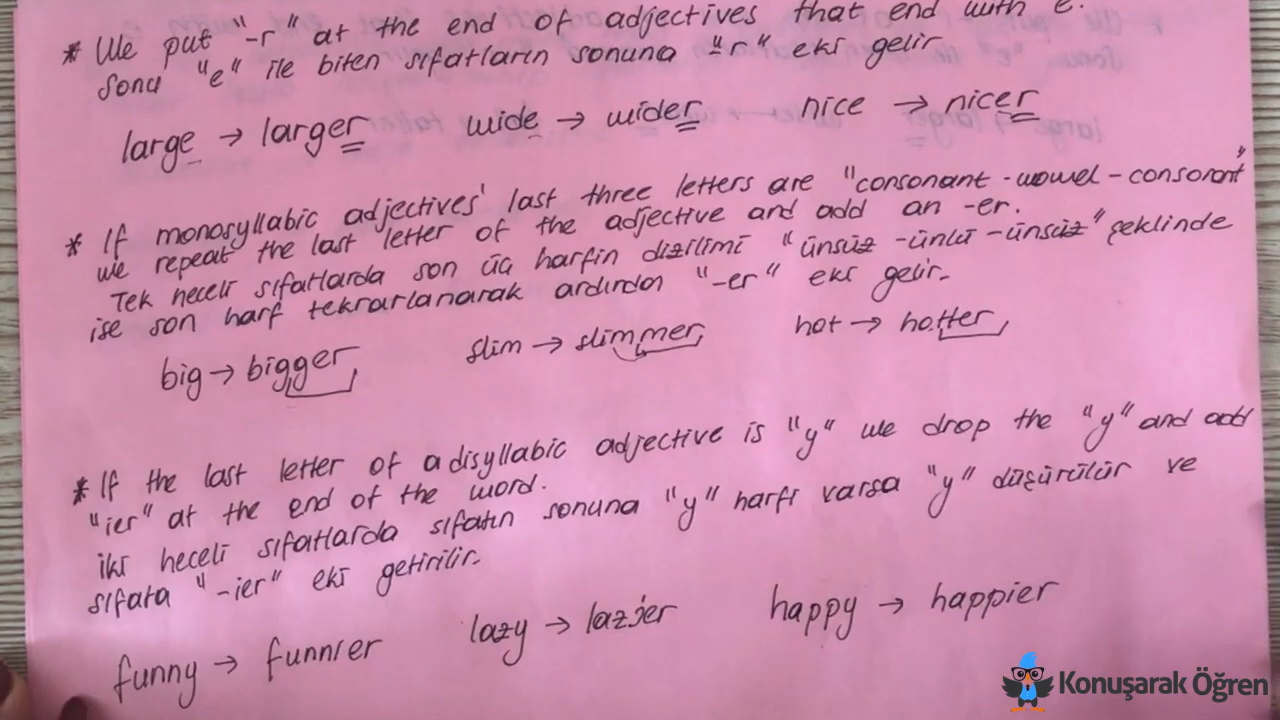 * We put "-r" at the end of adjectives that end with e.
Sonu "e" ile biten sıfatların sonuna "r" eki gelir
large → larger wide → wider nice → nicer
* If monosyllabic adjectives' last three letters are "consonant - wowel - consonant"
we repeat the last letter of the adjective and add an -er.
Tek heceli sıfatlarda son üç harfin dizilimi "ünsüz -ünlü -ünsüz" şeklinde
ise son harf tekrarlanarak ardından "-er" eki gelir.
big → bigger slim → slimmer hot → hotter
* If the last letter of a disyllabic adjective is "y" we drop the "y" and add
"ier" at the end of the word.
iki heceli sıfatlarda sıfatın sonuna "y" harfi varsa "y" düşürülür ve
sıfata "-ier" eki getirilir.
funny → funnier lazy → lazier happy → happier
Konuşarak Öğren